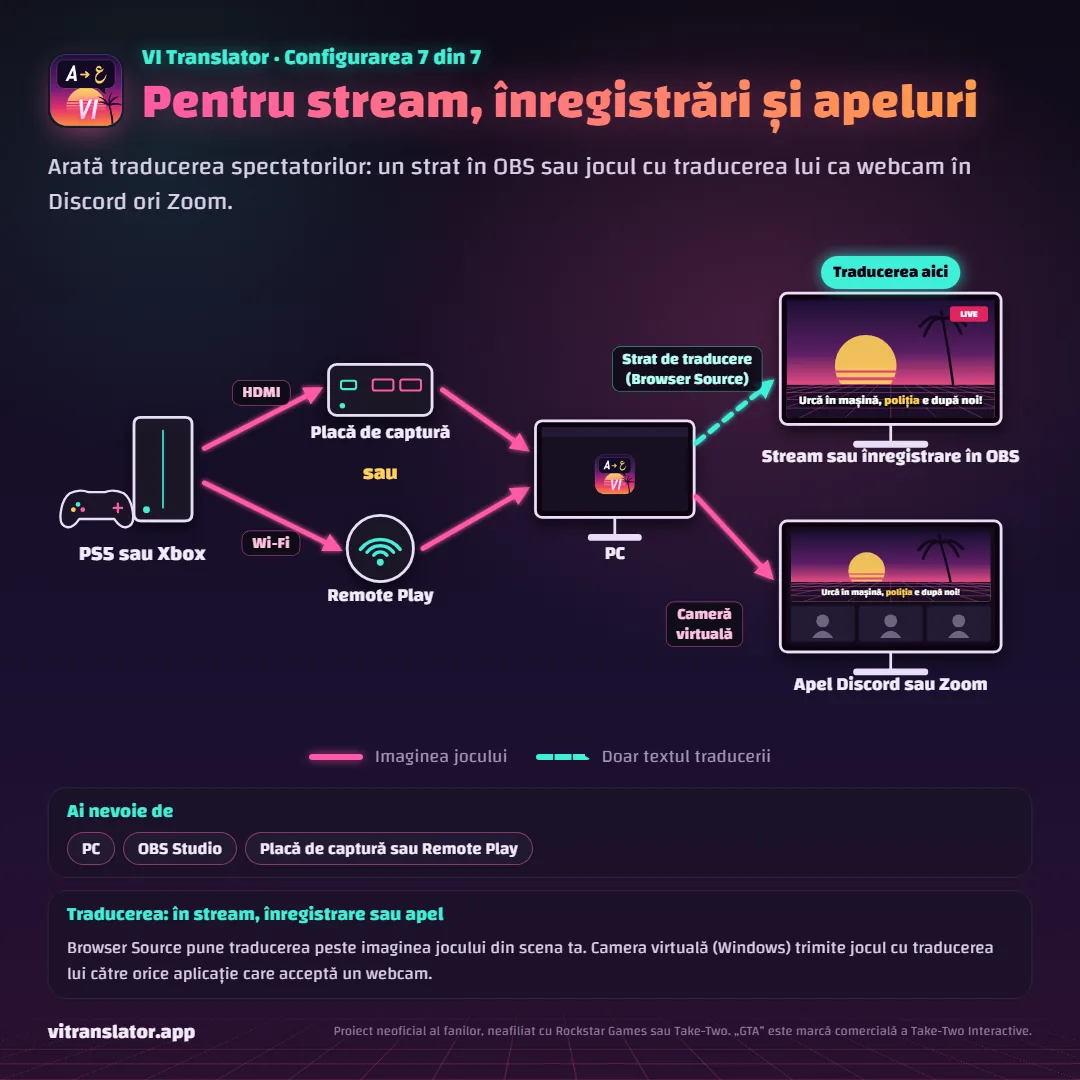 A→ع
VI
VI Translator · Configurarea 7 din 7
Pentru stream, înregistrări și apeluri
Arată traducerea spectatorilor: un strat în OBS sau jocul cu traducerea lui ca webcam în
Discord ori Zoom.
Traducerea aici
LIVE
Urcă în mașină, poliția e după noi!
Stream sau înregistrare în OBS
Strat de traducere
(Browser Source)
HDMI
Placă de captură
sau
PS5 sau Xbox
Wi-Fi
Remote Play
A→ع
VI
PC
Cameră
virtuală
Urcă în mașină, poliția e după noi!
Apel Discord sau Zoom
Imaginea jocului
Doar textul traducerii
Ai nevoie de
PC
OBS Studio
Placă de captură sau Remote Play
Traducerea: în stream, înregistrare sau apel
Browser Source pune traducerea peste imaginea jocului din scena ta. Camera virtuală (Windows) trimite jocul cu traducerea
lui către orice aplicație care acceptă un webcam.
vitranslator.app
Proiect neoficial al fanilor, neafiliat cu Rockstar Games sau Take-Two. „GTA” este marcă comercială a Take-Two Interactive.